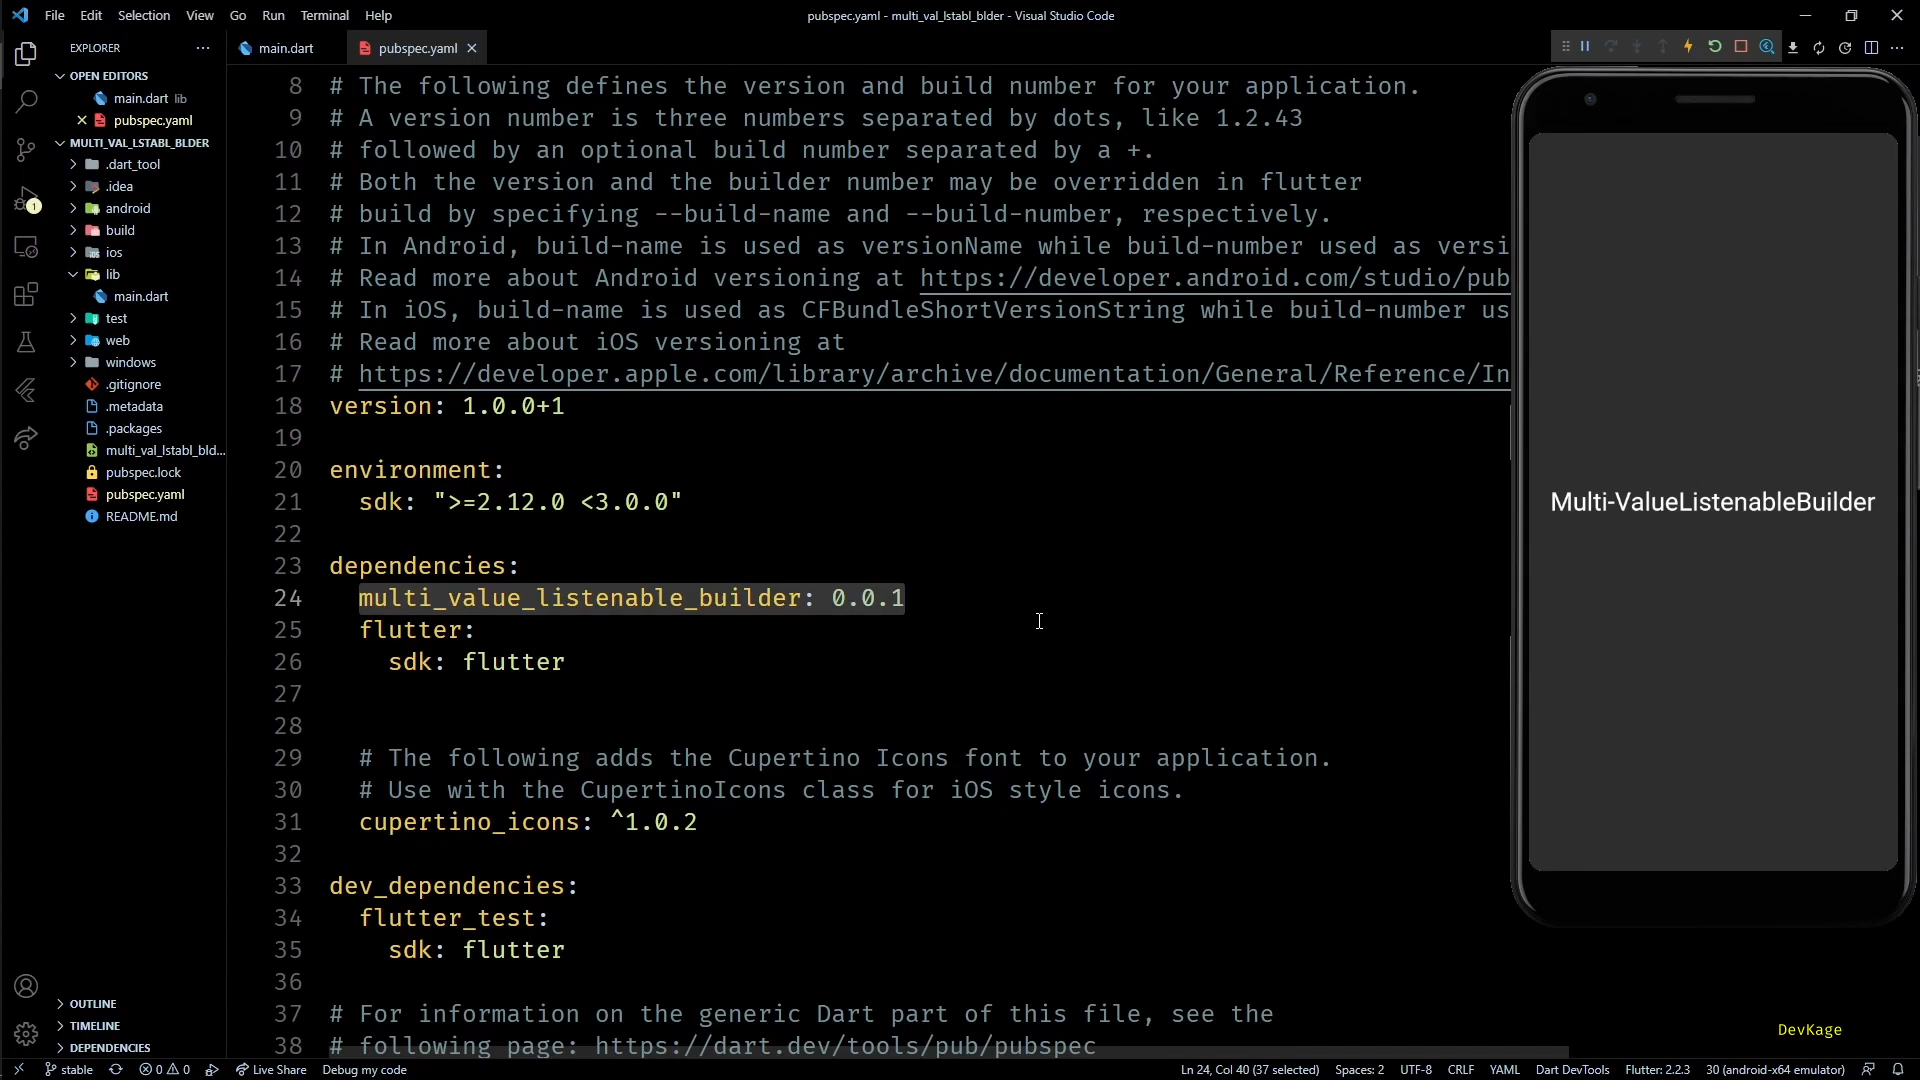 File Edit Selection View Go Run Terminal Help
pubspec.yaml - multi_val_lstabl_blder - Visual Studio Code
EXPLORER
main.dart
pubspec.yaml
OPEN EDITORS
main.dart lib
pubspec.yaml
MULTI_VAL_LSTABL_BLDER
.dart_tool
.idea
android
build
ios
lib
main.dart
test
web
windows
.gitignore
.metadata
.packages
multi_val_lstabl_bld...
pubspec.lock
pubspec.yaml
README.md
OUTLINE
TIMELINE
DEPENDENCIES
1
8 # The following defines the version and build number for your application.
9 # A version number is three numbers separated by dots, like 1.2.43
10 # followed by an optional build number separated by a +.
11 # Both the version and the builder number may be overridden in flutter
12 # build by specifying --build-name and --build-number, respectively.
13 # In Android, build-name is used as versionName while build-number used as versi
14 # Read more about Android versioning at https://developer.android.com/studio/pub
15 # In iOS, build-name is used as CFBundleShortVersionString while build-number us
16 # Read more about iOS versioning at
17 # https://developer.apple.com/library/archive/documentation/General/Reference/In
18 version: 1.0.0+1
19
20 environment:
21 sdk: ">=2.12.0 <3.0.0"
22
23 dependencies:
24 multi_value_listenable_builder: 0.0.1
25 flutter:
26 sdk: flutter
27
28
29 # The following adds the Cupertino Icons font to your application.
30 # Use with the CupertinoIcons class for iOS style icons.
31 cupertino_icons: ^1.0.2
32
33 dev_dependencies:
34 flutter_test:
35 sdk: flutter
36
37 # For information on the generic Dart part of this file, see the
38 # following page: https://dart.dev/tools/pub/pubspec
Multi-ValueListenableBuilder
DevKage
stable 0 0 Live Share Debug my code Ln 24, Col 40 (37 selected) Spaces: 2 UTF-8 CRLF YAML Dart DevTools Flutter: 2.2.3 30 (android-x64 emulator)